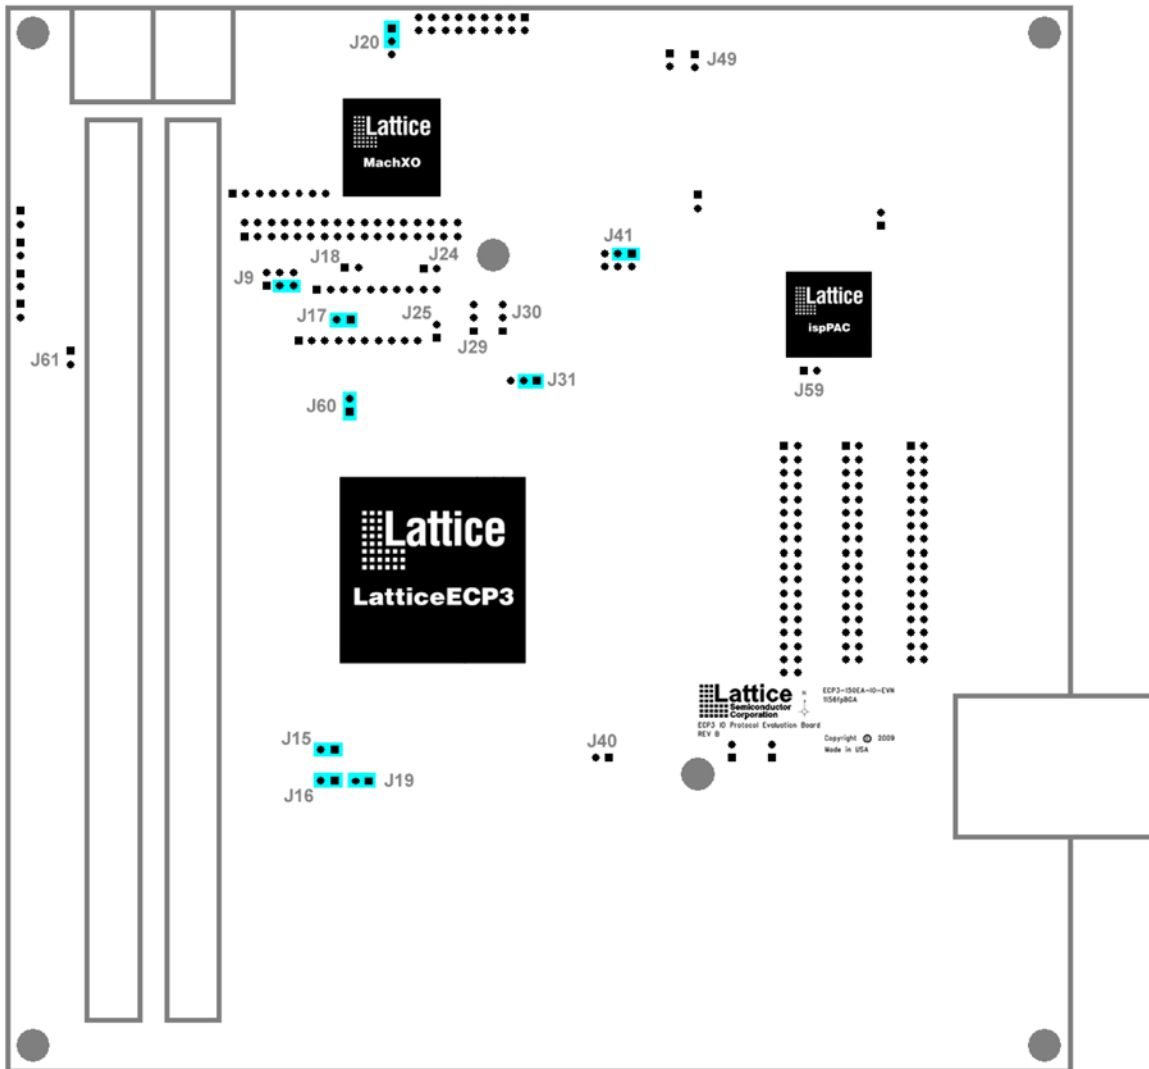 J20
J49
Lattice
MachXO
J41
J18
J24
J9
Lattice
ispPAC
J17
J25
J30
J29
J61
J31
J59
J60
Lattice
LatticeECP3
Lattice
Semiconductor
Corporation
ECP3 IO Protocol Evaluation Board
REV B
N
ECP3-150EA-IO-EVN
1156fpBGA
Copyright © 2009
Made in USA
J15
J40
J16
J19